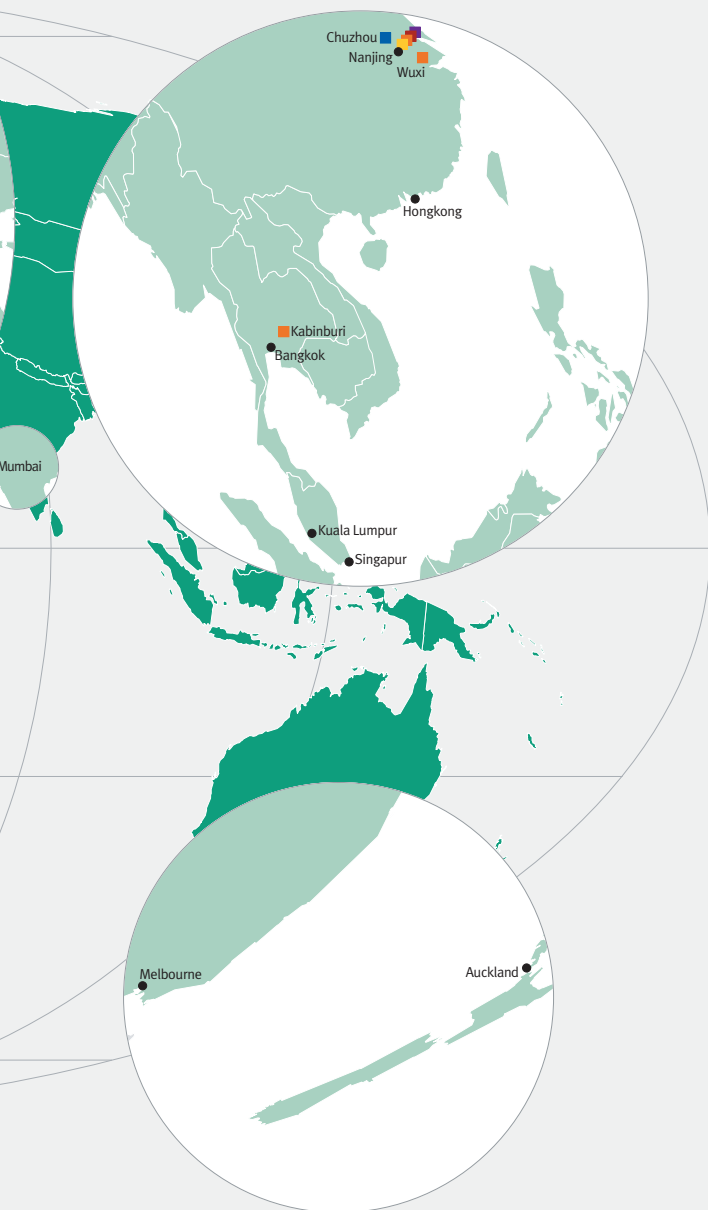 Chuzhou
Nanjing
Wuxi
Hongkong
Kabinburi
Bangkok
Mumbai
Kuala Lumpur
Singapur
Melbourne
Auckland